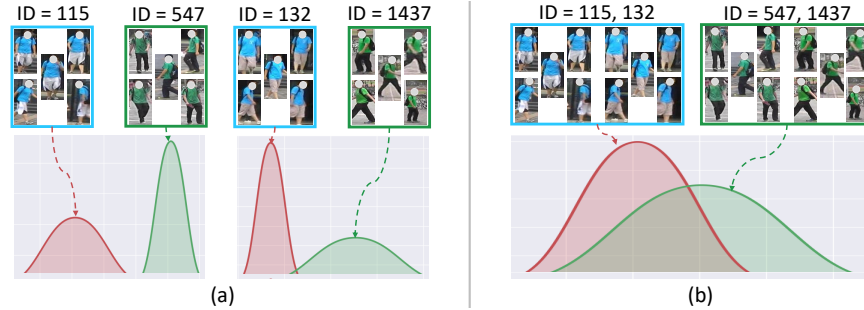 ID = 115
ID = 547
ID = 132
ID = 1437
ID = 115, 132
ID = 547, 1437
(a)
(b)